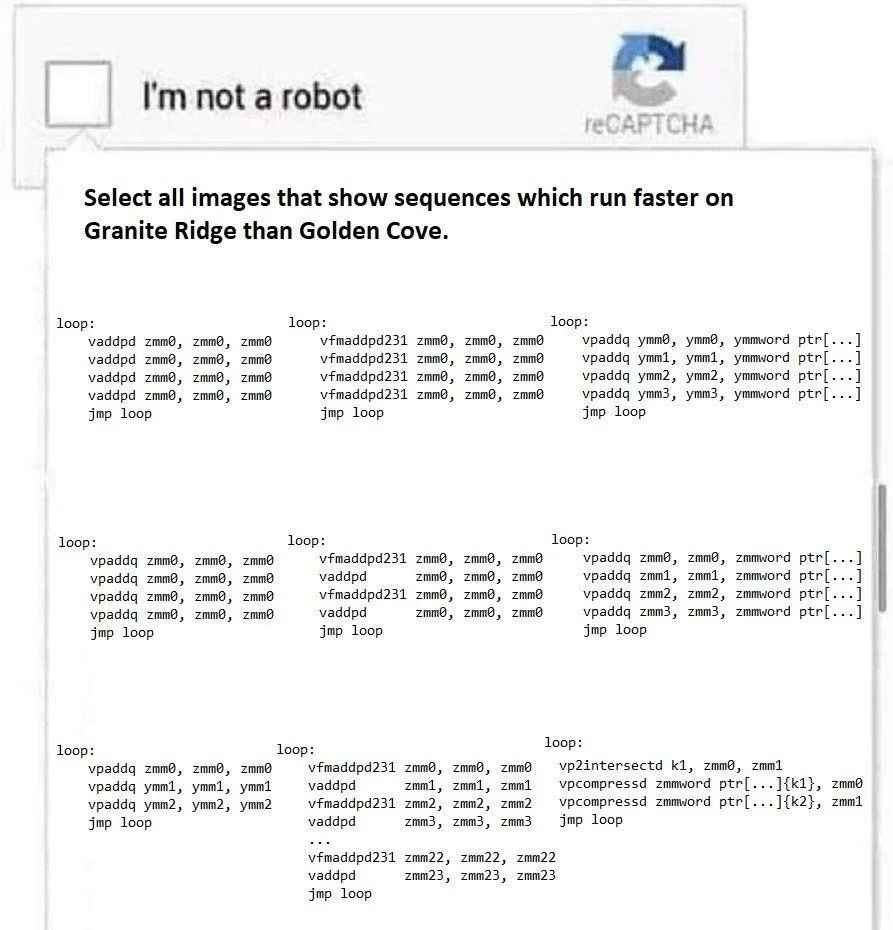 I'm not a robot
reCAPTCHA
Select all images that show sequences which run faster on
Granite Ridge than Golden Cove.
loop:
vaddpd zmm0, zmm0, zmm0
vaddpd zmm0, zmm0, zmm0
vaddpd zmm0, zmm0, zmm0
vaddpd zmm0, zmm0, zmm0
jmp loop
loop:
vfmaddpd231 zmm0, zmm0, zmm0
vfmaddpd231 zmm0, zmm0, zmm0
vfmaddpd231 zmm0, zmm0, zmm0
vfmaddpd231 zmm0, zmm0, zmm0
jmp loop
loop:
vpaddq ymm0, ymm0, ymmword ptr[...]
vpaddq ymm1, ymm1, ymmword ptr[...]
vpaddq ymm2, ymm2, ymmword ptr[...]
vpaddq ymm3, ymm3, ymmword ptr[...]
jmp loop
loop:
vpaddq zmm0, zmm0, zmm0
vpaddq zmm0, zmm0, zmm0
vpaddq zmm0, zmm0, zmm0
vpaddq zmm0, zmm0, zmm0
jmp loop
loop:
vfmaddpd231 zmm0, zmm0, zmm0
vaddpd zmm0, zmm0, zmm0
vfmaddpd231 zmm0, zmm0, zmm0
vaddpd zmm0, zmm0, zmm0
jmp loop
loop:
vpaddq zmm0, zmm0, zmmword ptr[...]
vpaddq zmm1, zmm1, zmmword ptr[...]
vpaddq zmm2, zmm2, zmmword ptr[...]
vpaddq zmm3, zmm3, zmmword ptr[...]
jmp loop
loop:
vpaddq zmm0, zmm0, zmm0
vpaddq ymm1, ymm1, ymm1
vpaddq ymm2, ymm2, ymm2
jmp loop
loop:
vfmaddpd231 zmm0, zmm0, zmm0
vaddpd zmm1, zmm1, zmm1
vfmaddpd231 zmm2, zmm2, zmm2
vaddpd zmm3, zmm3, zmm3
...
vfmaddpd231 zmm22, zmm22, zmm22
vaddpd zmm23, zmm23, zmm23
jmp loop
loop:
vp2intersectd k1, zmm0, zmm1
vpcompressd zmmword ptr[...]{k1}, zmm0
vpcompressd zmmword ptr[...]{k2}, zmm1
jmp loop